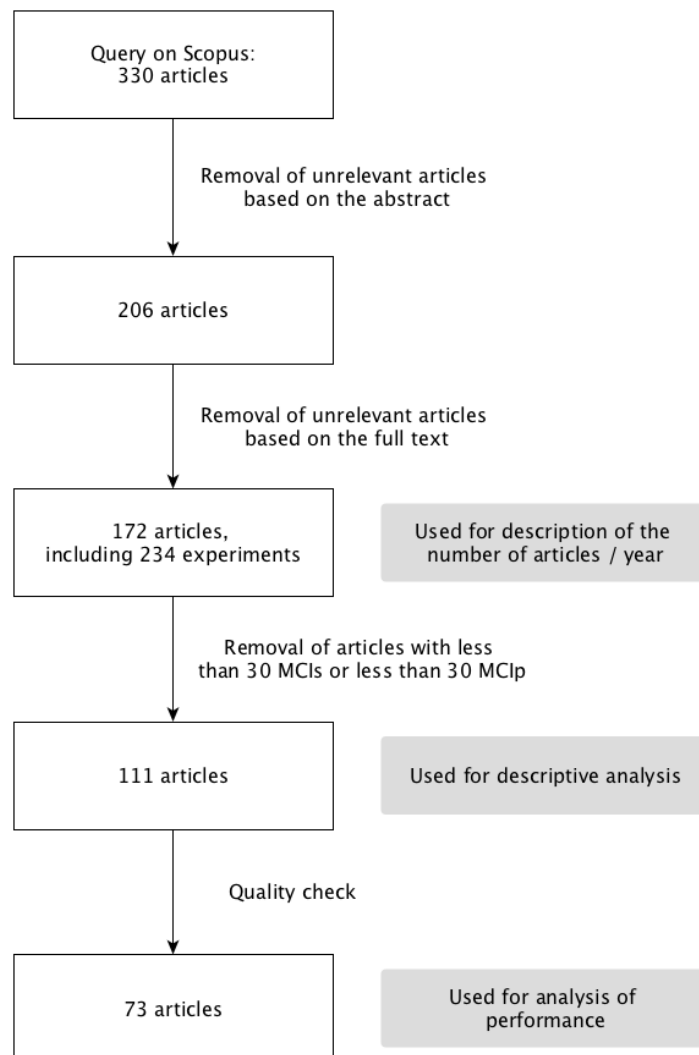 Query on Scopus:
330 articles
Removal of unrelevant articles
based on the abstract
206 articles
Removal of unrelevant articles
based on the full text
172 articles,
including 234 experiments
Used for description of the
number of articles / year
Removal of articles with less
than 30 MCIs or less than 30 MCIp
111 articles
Used for descriptive analysis
Quality check
73 articles
Used for analysis of
performance